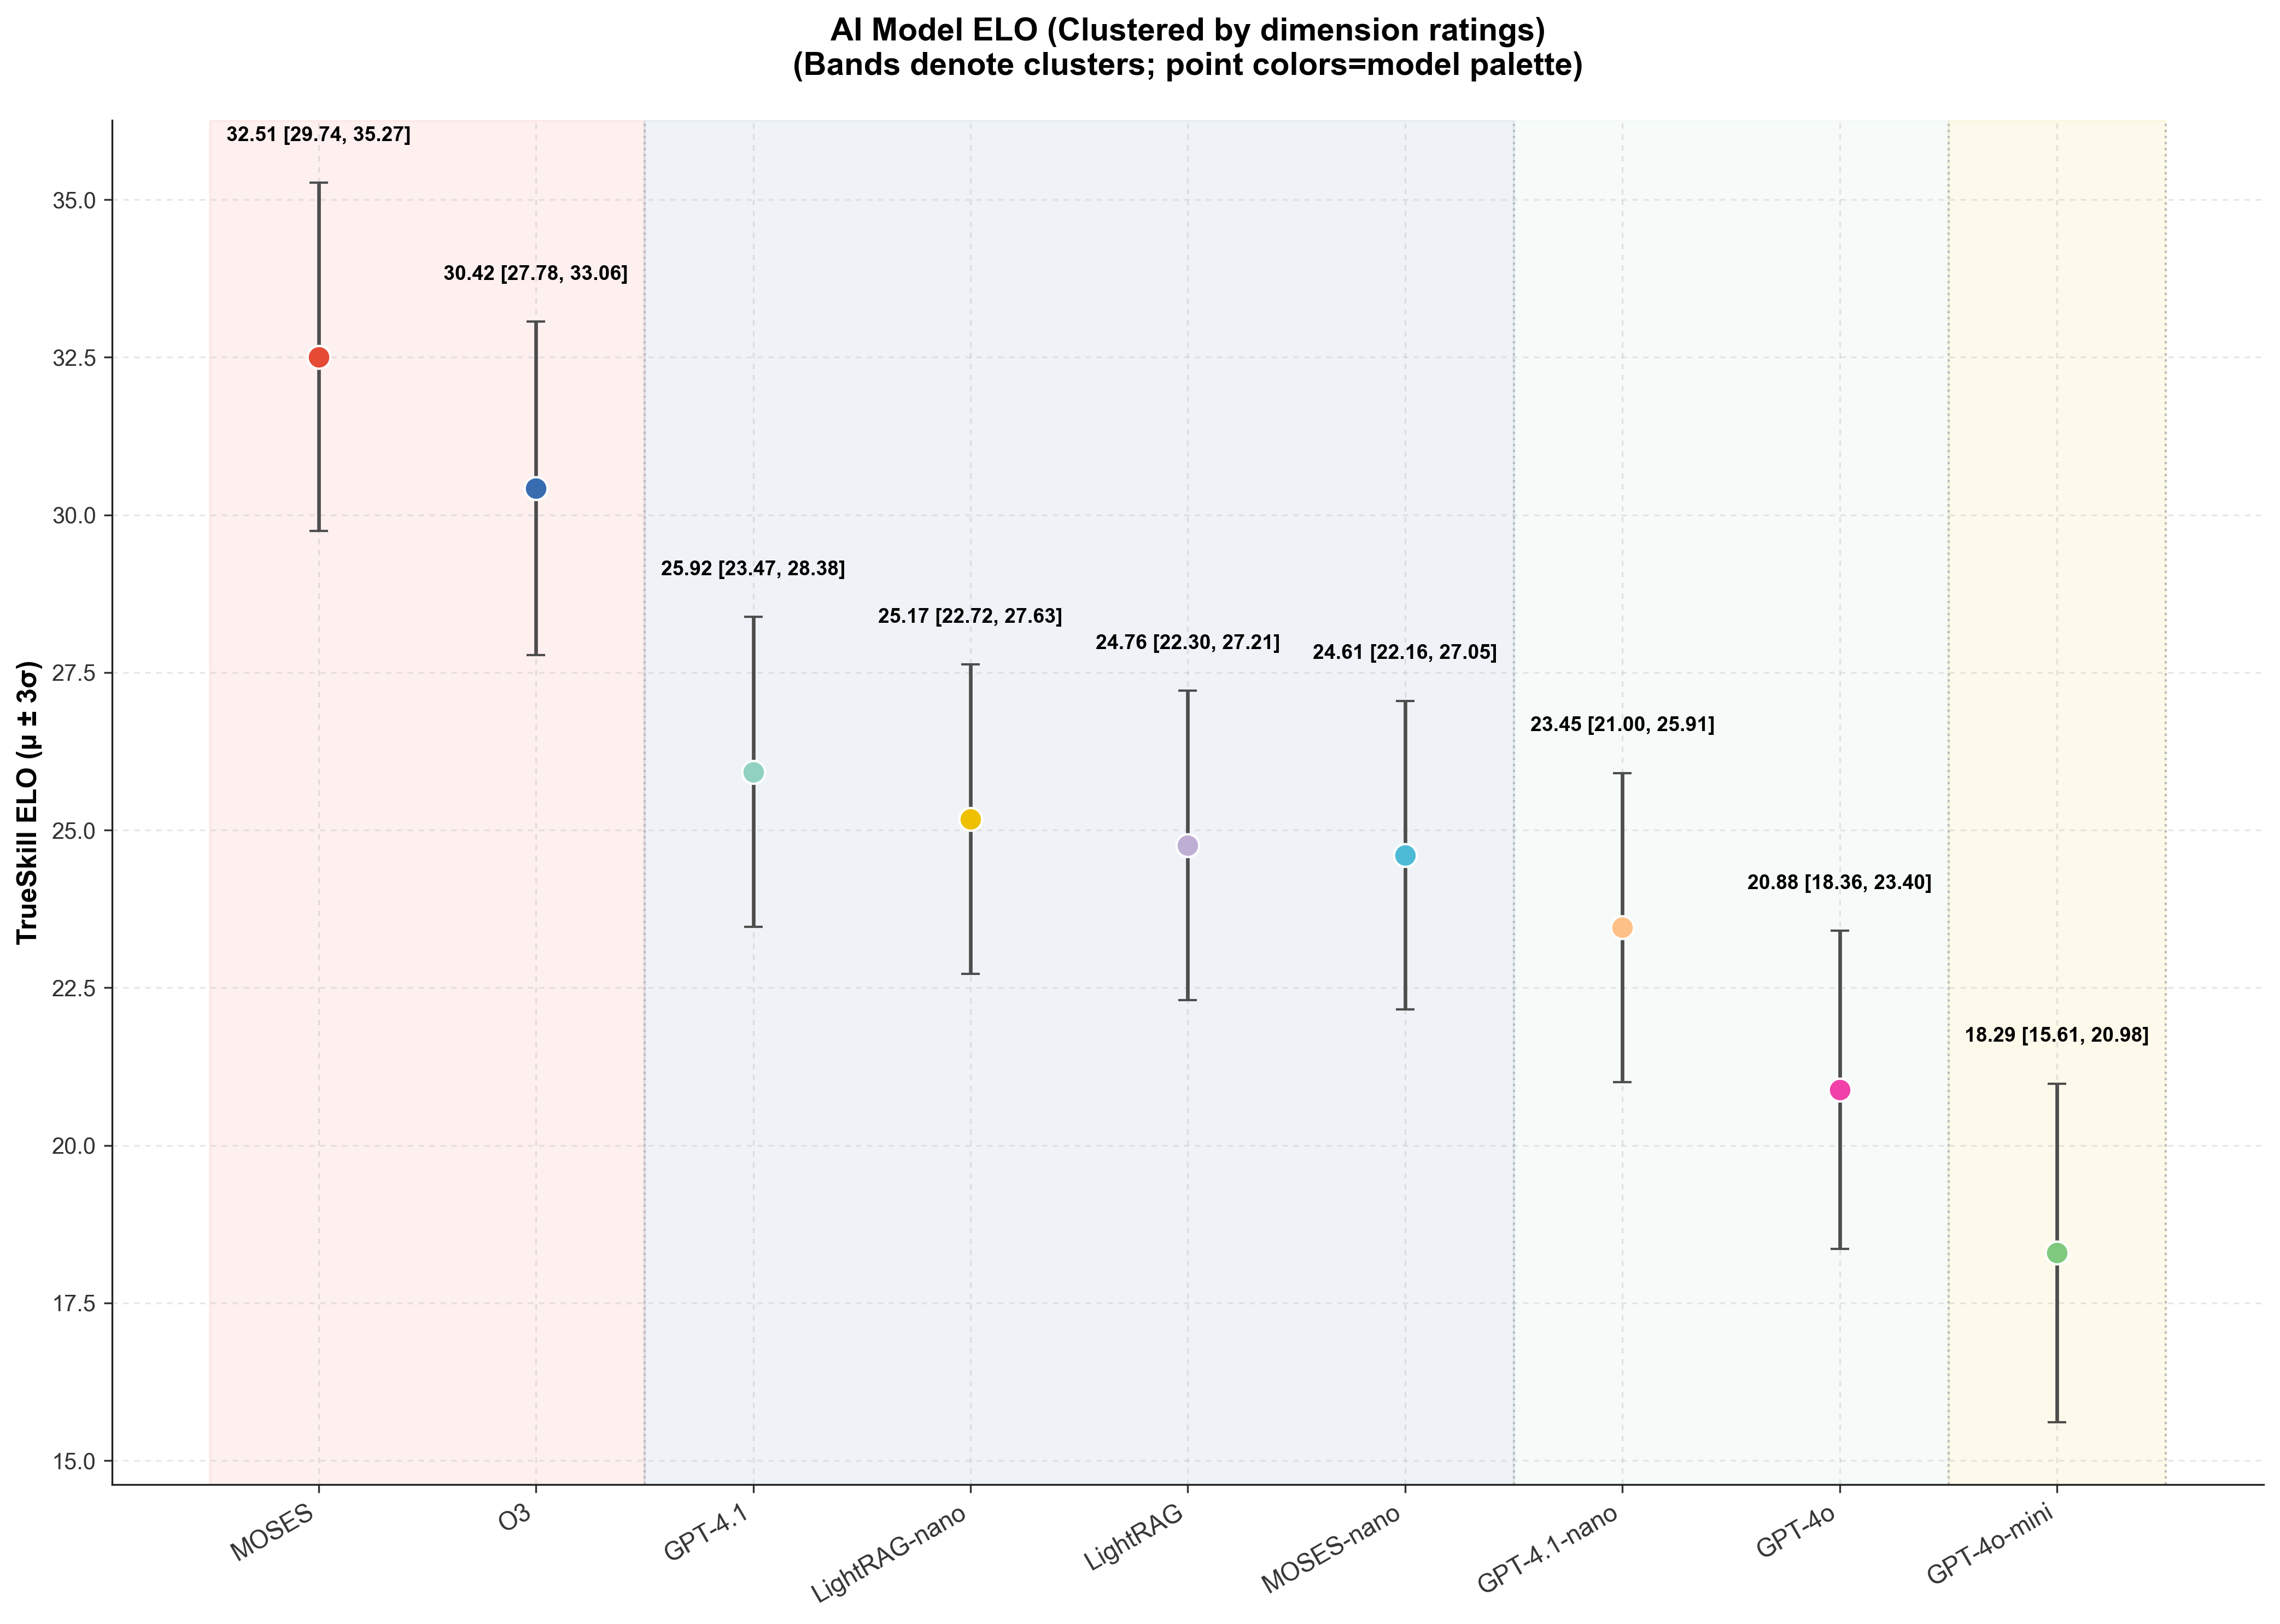 AI Model ELO (Clustered by dimension ratings)
(Bands denote clusters; point colors=model palette)
TrueSkill ELO (μ ± 3σ)
35.0
32.5
30.0
27.5
25.0
22.5
20.0
17.5
15.0
32.51 [29.74, 35.27]
30.42 [27.78, 33.06]
25.92 [23.47, 28.38]
25.17 [22.72, 27.63]
24.76 [22.30, 27.21]
24.61 [22.16, 27.05]
23.45 [21.00, 25.91]
20.88 [18.36, 23.40]
18.29 [15.61, 20.98]
MOSES
O3
GPT-4.1
LightRAG-nano
LightRAG
MOSES-nano
GPT-4.1-nano
GPT-4o
GPT-4o-mini